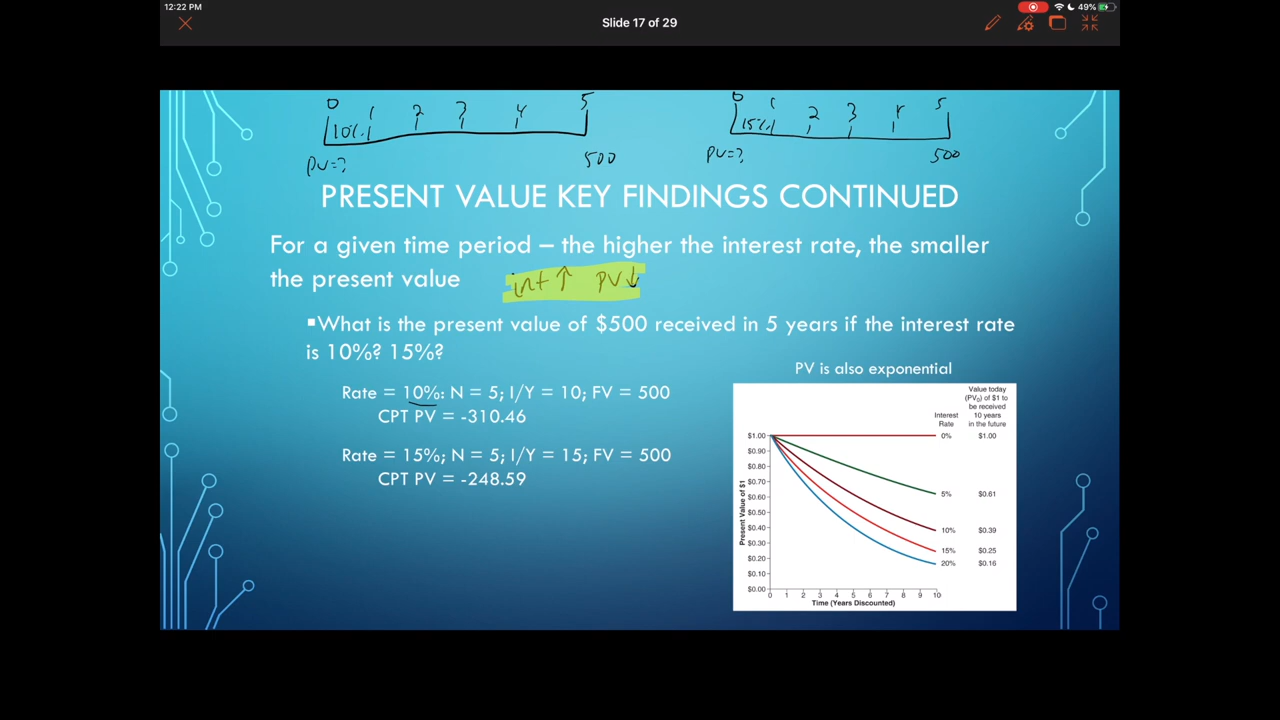 12:22 PM
49%
Slide 17 of 29
0 1 2 3 4 5
10%
PV=?
500
0 1 2 3 4 5
15%
PV=?
500
PRESENT VALUE KEY FINDINGS CONTINUED
For a given time period – the higher the interest rate, the smaller
the present value
int ↑ PV↓
▪What is the present value of $500 received in 5 years if the interest rate
is 10%? 15%?
Rate = 10%: N = 5; I/Y = 10; FV = 500
CPT PV = -310.46
Rate = 15%; N = 5; I/Y = 15; FV = 500
CPT PV = -248.59
PV is also exponential
Value today
(PV₀) of $1 to
be received
10 years
in the future
Interest
Rate
$1.00
$0.90
$0.80
$0.70
$0.60
$0.50
$0.40
$0.30
$0.20
$0.10
$0.00
Present Value of $1
0% $1.00
5% $0.61
10% $0.39
15% $0.25
20% $0.16
0 1 2 3 4 5 6 7 8 9 10
Time (Years Discounted)